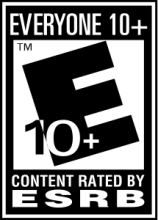 EVERYONE 10+
TM
E
10+
CONTENT RATED BY
ESRB